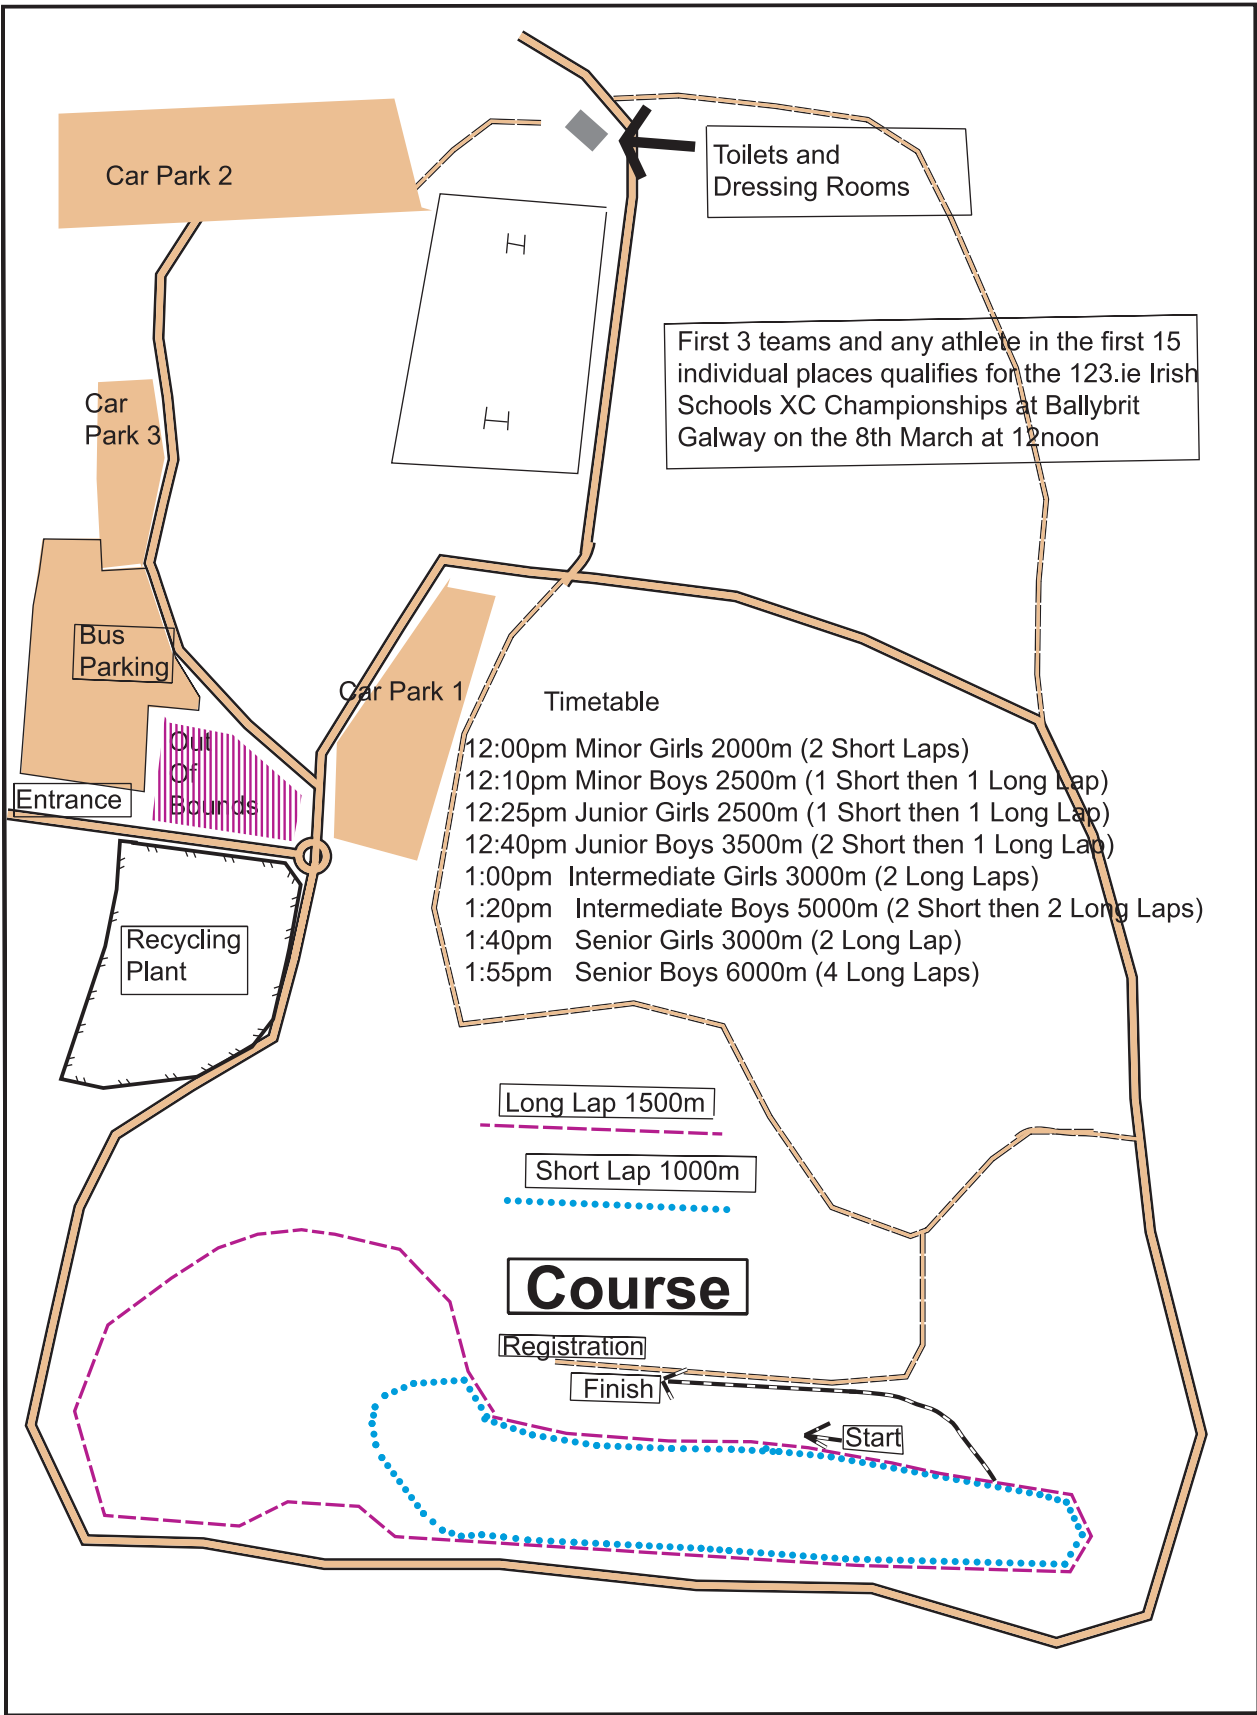 Toilets and
Dressing Rooms
Car Park 2
First 3 teams and any athlete in the first 15
individual places qualifies for the 123.ie Irish
Schools XC Championships at Ballybrit
Galway on the 8th March at 12noon
Car
Park 3
Bus
Parking
Car Park 1
Out
Of
Bounds
Entrance
Timetable
12:00pm Minor Girls 2000m (2 Short Laps)
12:10pm Minor Boys 2500m (1 Short then 1 Long Lap)
12:25pm Junior Girls 2500m (1 Short then 1 Long Lap)
12:40pm Junior Boys 3500m (2 Short then 1 Long Lap)
1:00pm Intermediate Girls 3000m (2 Long Laps)
1:20pm Intermediate Boys 5000m (2 Short then 2 Long Laps)
1:40pm Senior Girls 3000m (2 Long Lap)
1:55pm Senior Boys 6000m (4 Long Laps)
Recycling
Plant
Long Lap 1500m
Short Lap 1000m
Course
Registration
Finish
Start